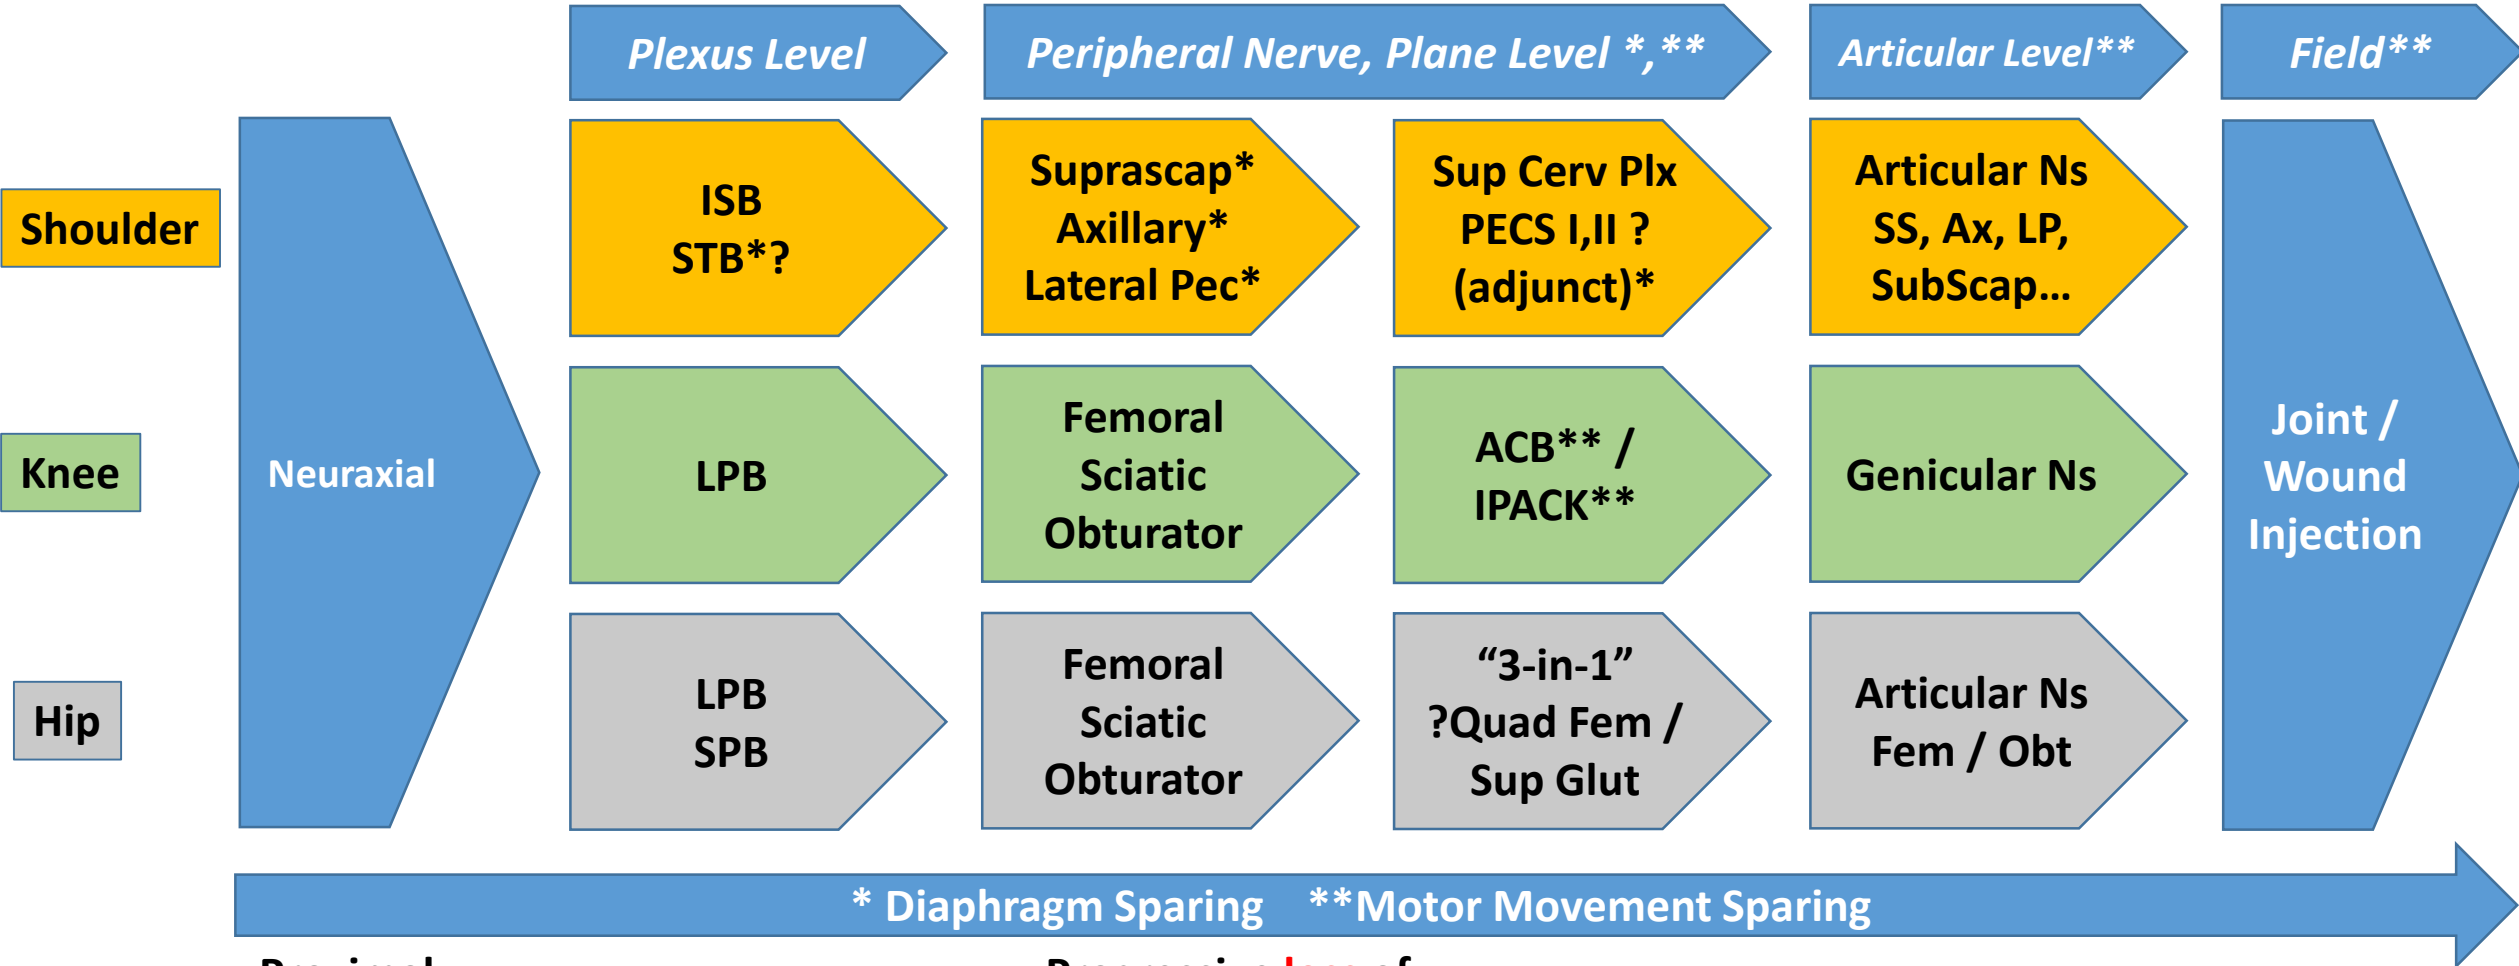 Plexus Level
Peripheral Nerve, Plane Level *,**
Articular Level**
Field**
Shoulder
Knee
Hip
Neuraxial
ISB
STB*?
Suprascap*
Axillary*
Lateral Pec*
Sup Cerv Plx
PECS I,II ?
(adjunct)*
Articular Ns
SS, Ax, LP,
SubScap...
LPB
Femoral
Sciatic
Obturator
ACB** /
IPACK**
Genicular Ns
LPB
SPB
Femoral
Sciatic
Obturator
“3-in-1”
?Quad Fem /
Sup Glut
Articular Ns
Fem / Obt
Joint /
Wound
Injection
* Diaphragm Sparing **Motor Movement Sparing